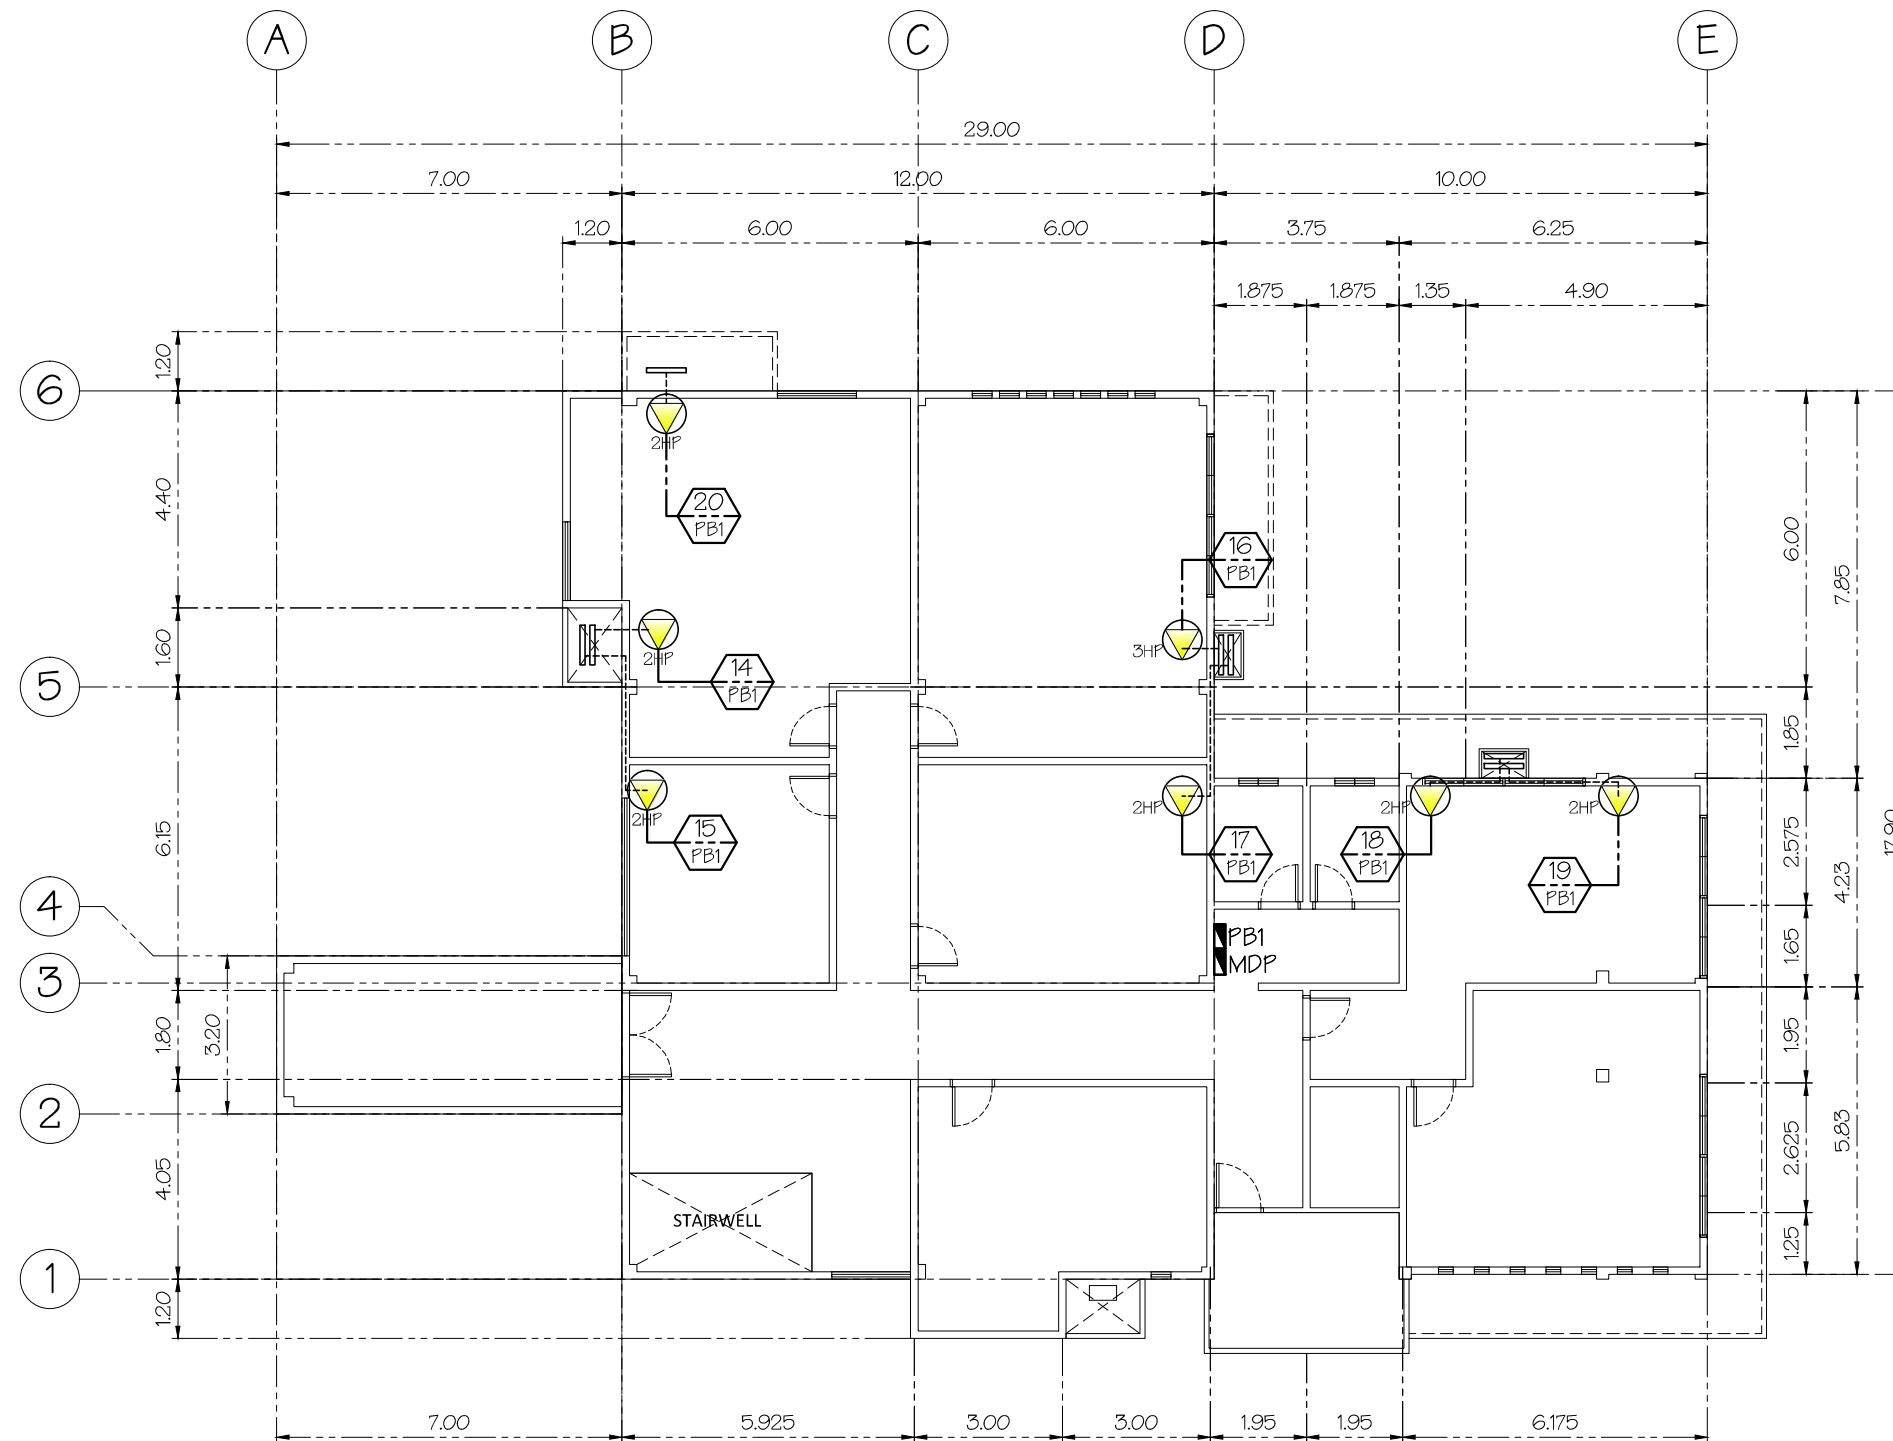 A B C D E
29.00
7.00 12.00 10.00
1.20 6.00 6.00 3.75 6.25
1.875 1.875 1.35 4.90
1.20
6
2HP
4.40
20
PB1
6.00
7.85
16
PB1
1.60
2HP
3HP
14
PB1
5
1.85
2HP
2HP
2HP
2HP
15
PB1
17
PB1
18
PB1
19
PB1
6.15
2.575
4.23
17.90
4
PB1
MDP
1.65
3
1.80
3.20
1.95
2
4.05
STAIRWELL
2.625
5.83
1.25
1
1.20
7.00 5.925 3.00 3.00 1.95 1.95 6.175